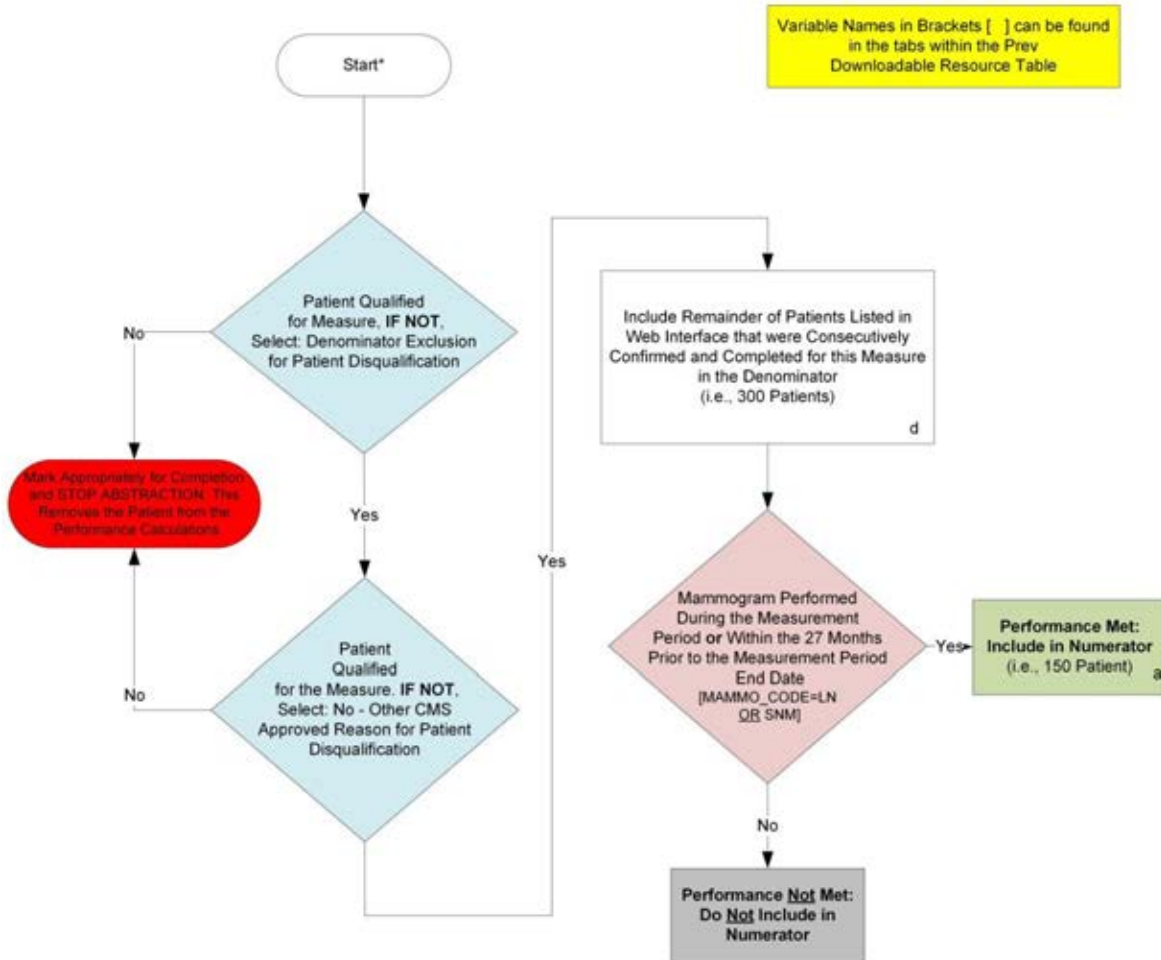 Variable Names in Brackets [ ] can be found
in the tabs within the Prev
Downloadable Resource Table
Start*
Patient Qualified
for Measure, IF NOT,
Select: Denominator Exclusion
for Patient Disqualification
No
Mark Appropriately for Completion
and STOP ABSTRACTION. This
Removes the Patient from the
Performance Calculations
Yes
Patient
Qualified
for the Measure. IF NOT,
Select: No - Other CMS
Approved Reason for Patient
Disqualification
No
Yes
Include Remainder of Patients Listed in
Web Interface that were Consecutively
Confirmed and Completed for this Measure
in the Denominator
(i.e., 300 Patients)
d
Mammogram Performed
During the Measurement
Period or Within the 27 Months
Prior to the Measurement Period
End Date
[MAMMO_CODE=LN
OR SNM]
Yes
Performance Met:
Include in Numerator
(i.e., 150 Patient)
a
No
Performance Not Met:
Do Not Include in
Numerator